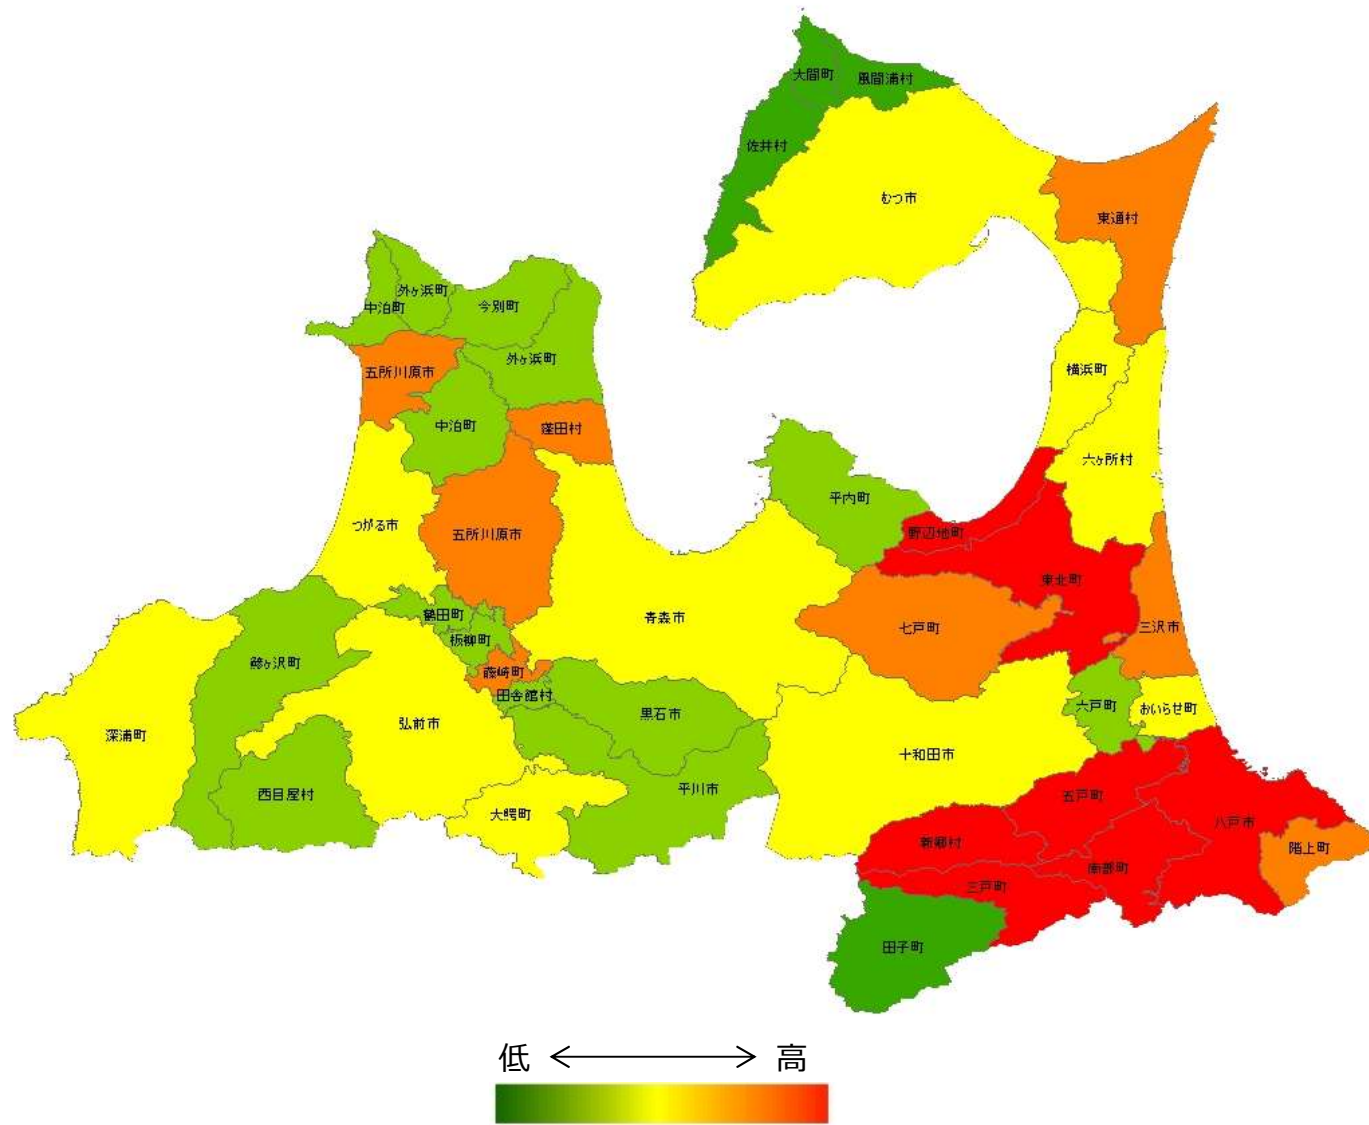 大間町
風間浦村
佐井村
むつ市
東通村
外ヶ浜町
中泊町
今別町
外ヶ浜町
五所川原市
横浜町
中泊町
蓬田村
六ヶ所村
平内町
つがる市
五所川原市
野辺地町
東北町
鶴田町
青森市
七戸町
三沢市
板柳町
鰺ヶ沢町
藤崎町
田舎館村
六戸町
おいらせ町
黒石市
弘前市
深浦町
十和田市
平川市
西目屋村
五戸町
大鰐町
八戸市
新郷村
階上町
南部町
三戸町
田子町
低
高